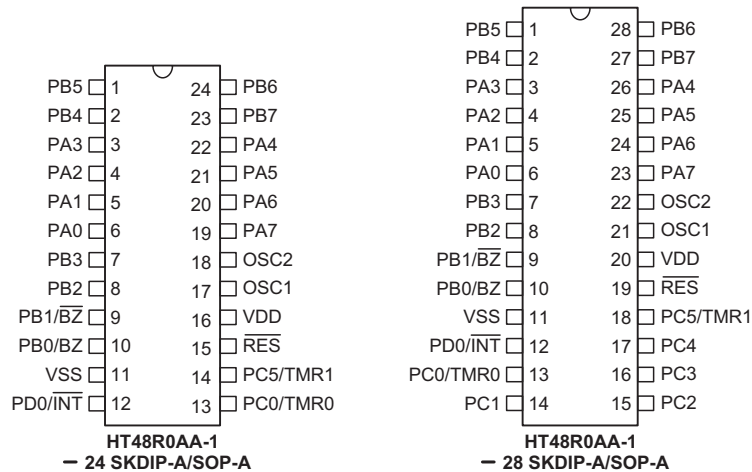 PB5 1 24 PB6
PB4 2 23 PB7
PA3 3 22 PA4
PA2 4 21 PA5
PA1 5 20 PA6
PA0 6 19 PA7
PB3 7 18 OSC2
PB2 8 17 OSC1
PB1/B̅Z̅ 9 16 VDD
PB0/BZ 10 15 R̅E̅S̅
VSS 11 14 PC5/TMR1
PD0/I̅N̅T̅ 12 13 PC0/TMR0
HT48R0AA-1
– 24 SKDIP-A/SOP-A
PB5 1 28 PB6
PB4 2 27 PB7
PA3 3 26 PA4
PA2 4 25 PA5
PA1 5 24 PA6
PA0 6 23 PA7
PB3 7 22 OSC2
PB2 8 21 OSC1
PB1/B̅Z̅ 9 20 VDD
PB0/BZ 10 19 R̅E̅S̅
VSS 11 18 PC5/TMR1
PD0/I̅N̅T̅ 12 17 PC4
PC0/TMR0 13 16 PC3
PC1 14 15 PC2
HT48R0AA-1
– 28 SKDIP-A/SOP-A